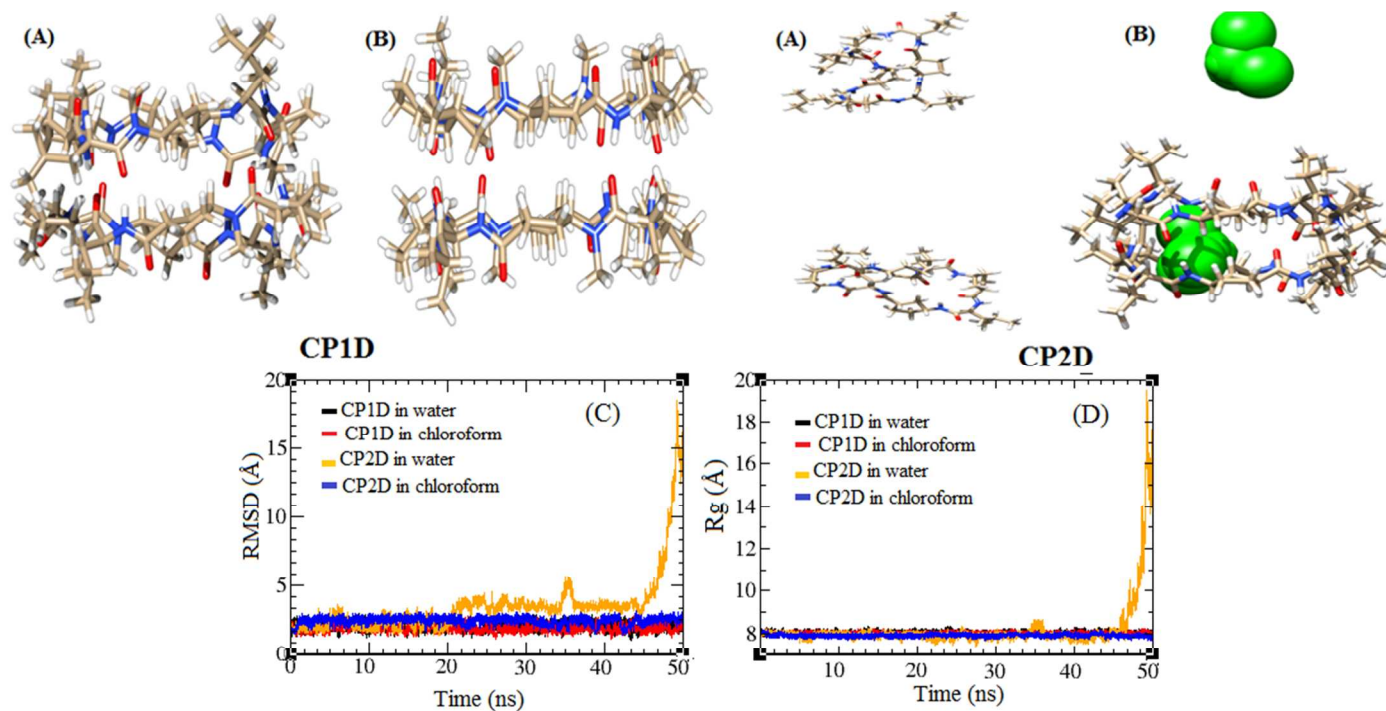 (A)
(B)
(A)
(B)
CP1D
CP2D
20
15
10
5
0
RMSD (Å)
CP1D in water
CP1D in chloroform
CP2D in water
CP2D in chloroform
(C)
0 10 20 30 40 50
Time (ns)
20
18
16
14
12
10
8
Rg (Å)
CP1D in water
CP1D in chloroform
CP2D in water
CP2D in chloroform
(D)
10 20 30 40 50
Time (ns)